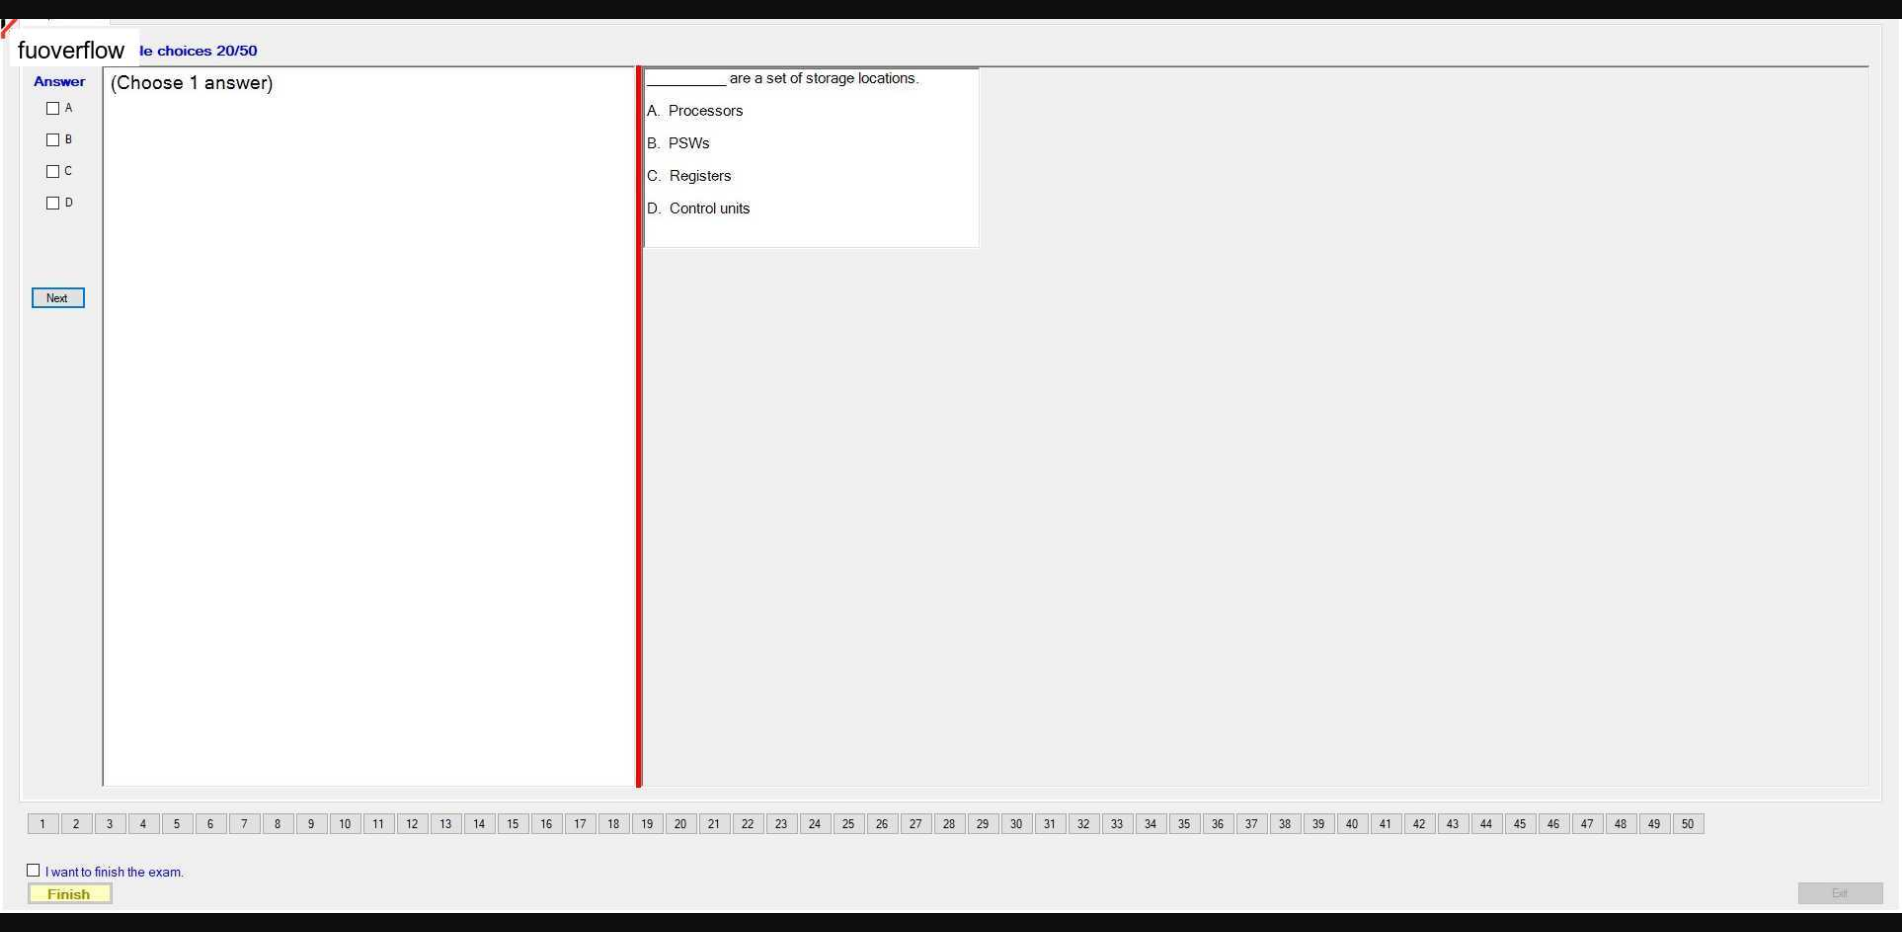 fuoverflow le choices 20/50
Answer
(Choose 1 answer)
A
B
C
D
Next
__________ are a set of storage locations.
A. Processors
B. PSWs
C. Registers
D. Control units
1 2 3 4 5 6 7 8 9 10 11 12 13 14 15 16 17 18 19 20 21 22 23 24 25 26 27 28 29 30 31 32 33 34 35 36 37 38 39 40 41 42 43 44 45 46 47 48 49 50
I want to finish the exam.
Finish
Exit